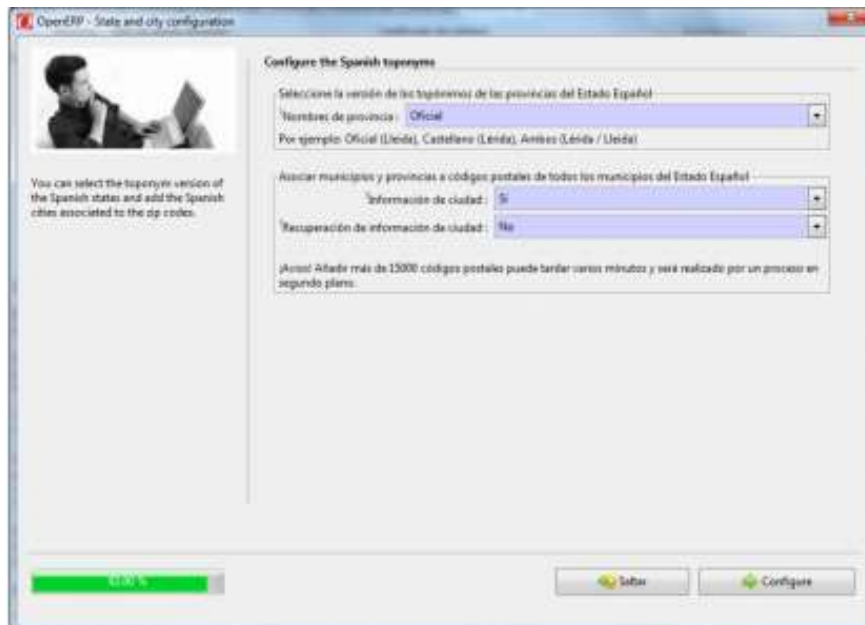 OpenERP - State and city configuration
Configure the Spanish toponyms
You can select the toponym version of
the Spanish states and add the Spanish
cities associated to the zip codes.
Seleccione la versión de los topónimos de las provincias del Estado Español
Nombres de provincia : Oficial
Por ejemplo: Oficial (Lleida), Castellano (Lérida), Ambos (Lérida / Lleida)
Asociar municipios y provincias a códigos postales de todos los municipios del Estado Español
Información de ciudad : Sí
Recuperación de información de ciudad : No
¡Aviso! Añadir más de 15000 códigos postales puede tardar varios minutos y será realizado por un proceso en
segundo plano.
Saltar
Configure